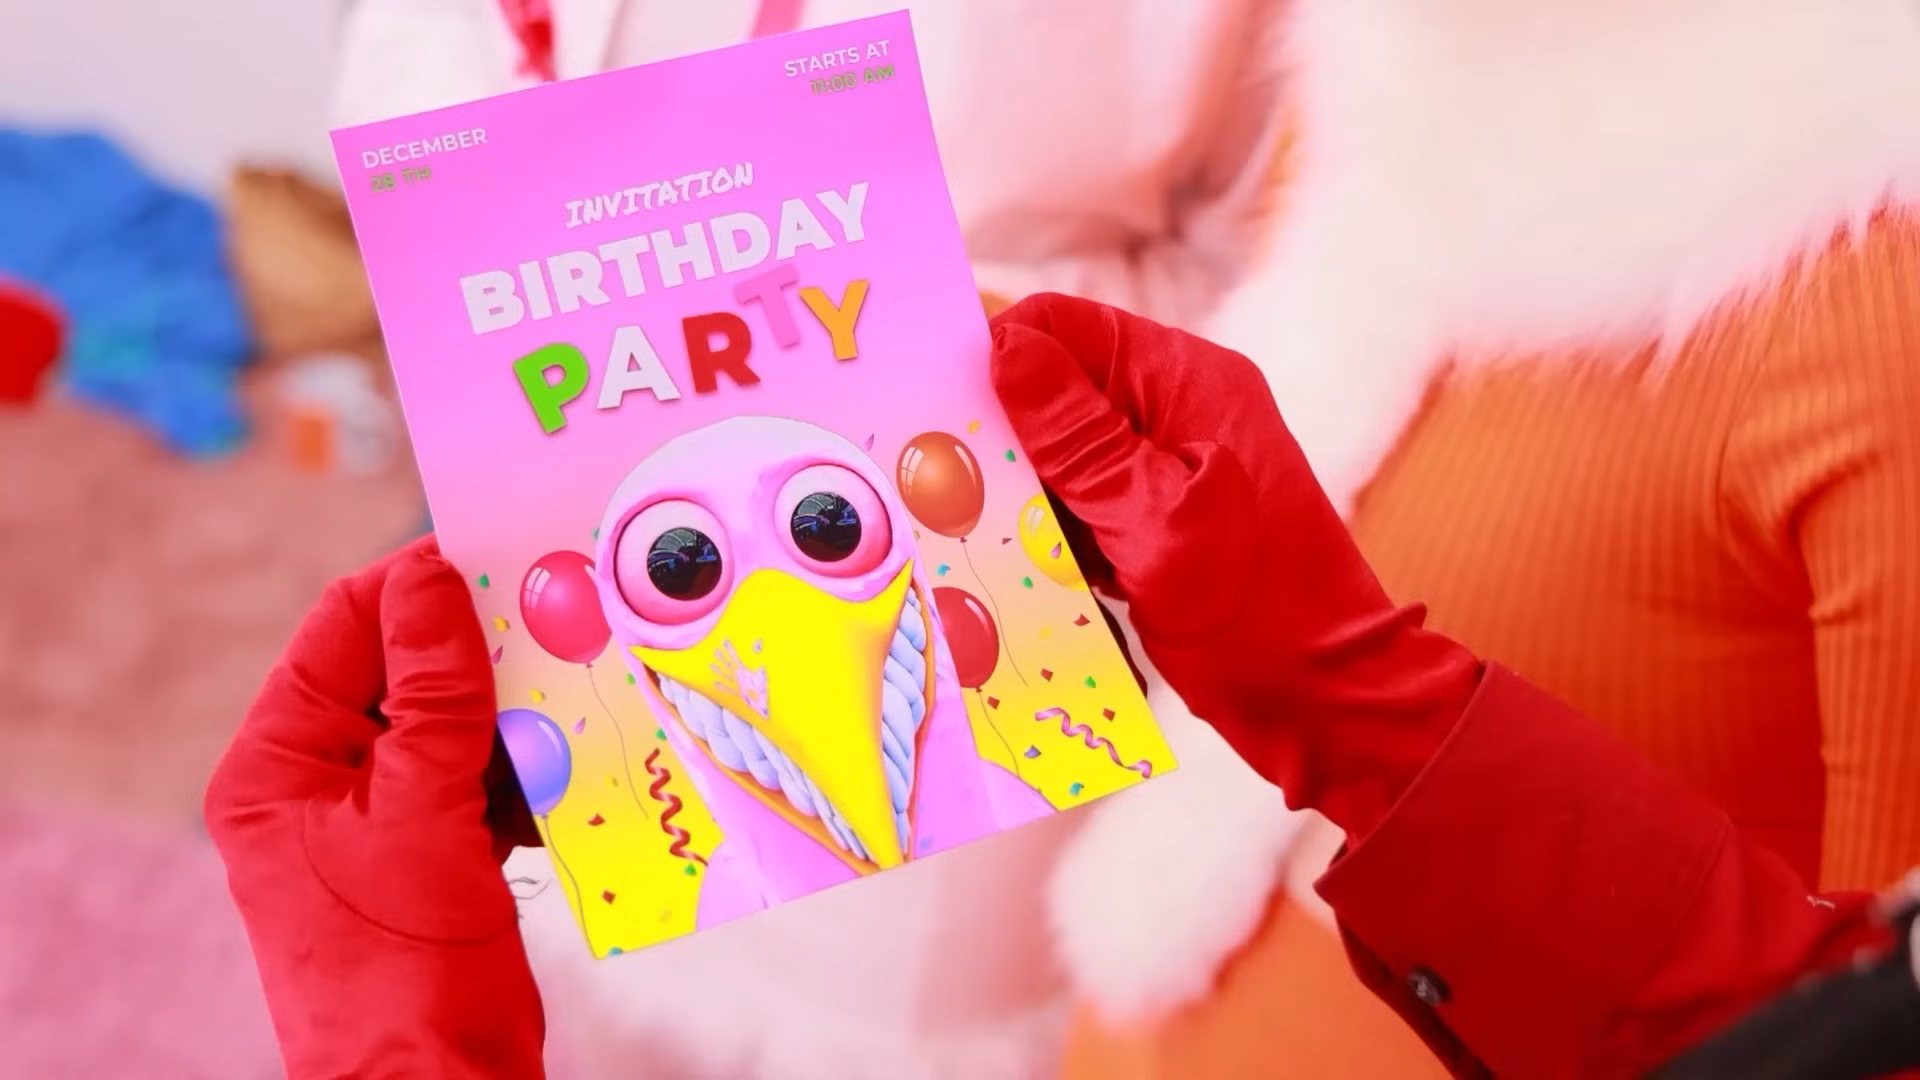 DECEMBER
28 TH
STARTS AT
11:00 AM
INVITATION
BIRTHDAY
PARTY